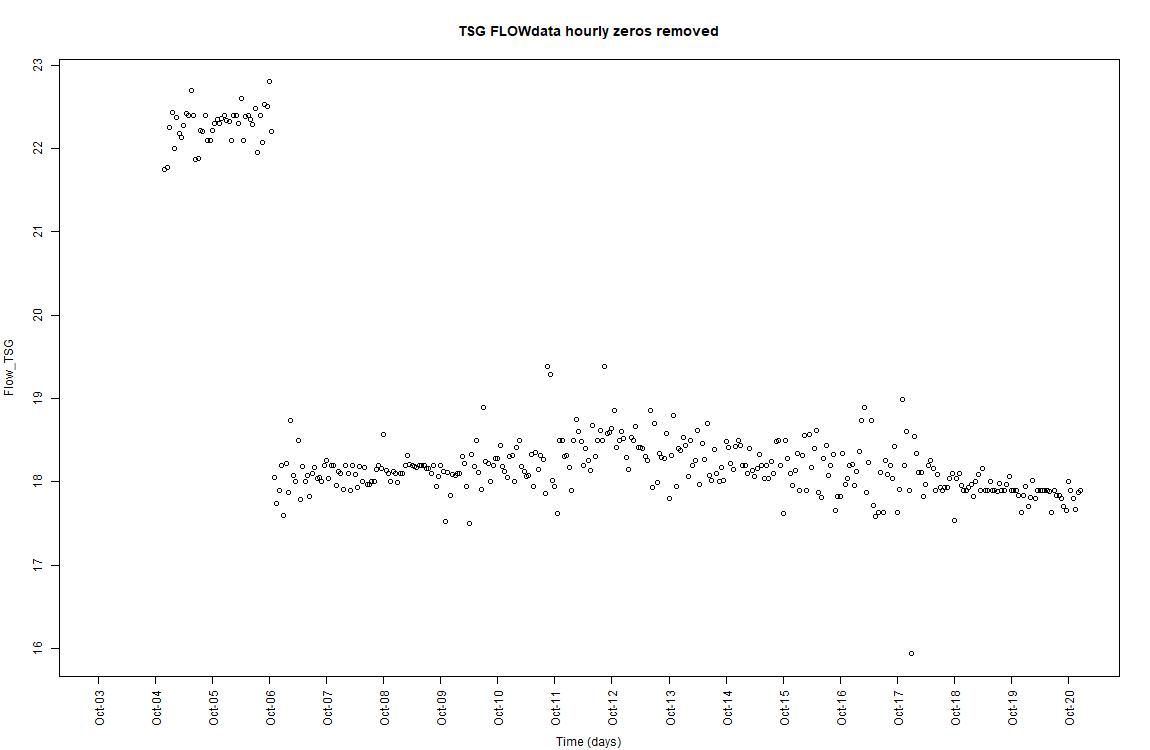 TSG FLOWdata hourly zeros removed
23
22
21
20
19
18
17
16
Flow_TSG
Oct-03 Oct-04 Oct-05 Oct-06 Oct-07 Oct-08 Oct-09 Oct-10 Oct-11 Oct-12 Oct-13 Oct-14 Oct-15 Oct-16 Oct-17 Oct-18 Oct-19 Oct-20
Time (days)